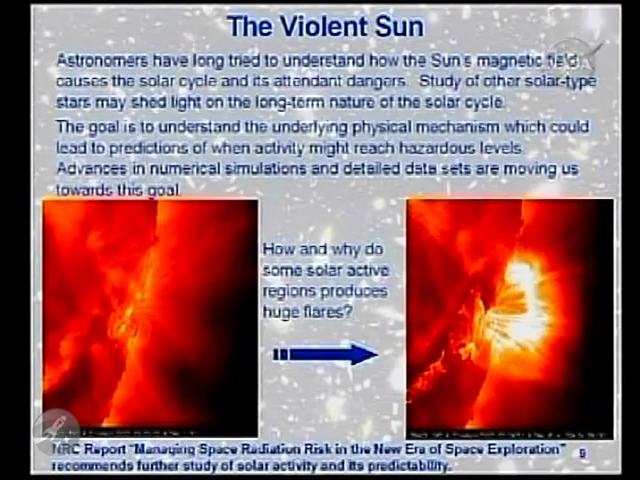 The Violent Sun
Astronomers have long tried to understand how the Sun's magnetic field
causes the solar cycle and its attendant dangers. Study of other solar-type
stars may shed light on the long-term nature of the solar cycle.
The goal is to understand the underlying physical mechanism which could
lead to predictions of when activity might reach hazardous levels.
Advances in numerical simulations and detailed data sets are moving us
towards this goal.
How and why do
some solar active
regions produces
huge flares?
NRC Report "Managing Space Radiation Risk in the New Era of Space Exploration"
recommends further study of solar activity and its predictability.